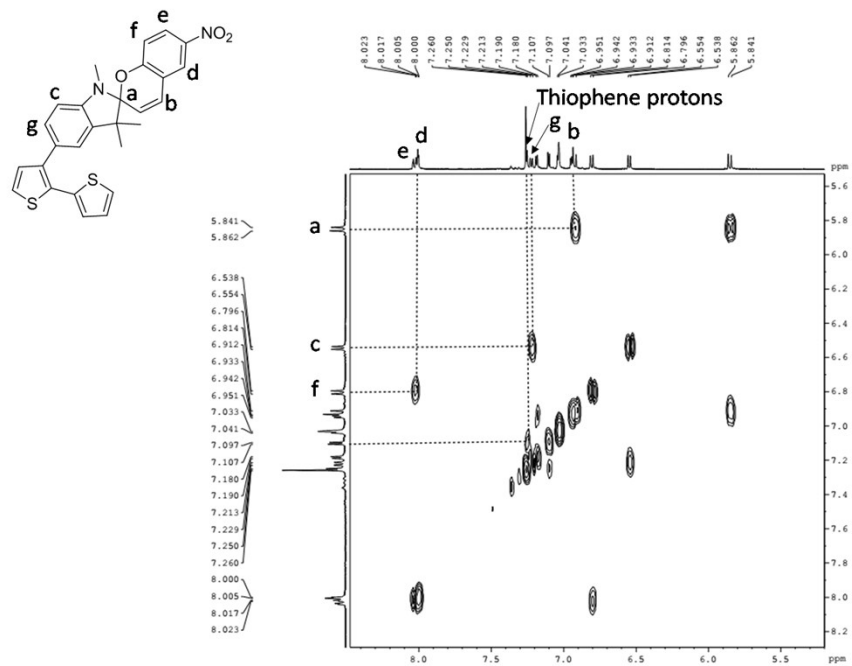 e
f
NO₂
O
d
c
N
a
b
g
S
S
8.023
8.017
8.005
8.000
7.260
7.250
7.229
7.213
7.190
7.180
7.107
7.097
7.041
7.033
6.951
6.942
6.933
6.912
6.814
6.796
6.554
6.538
5.862
5.841
Thiophene protons
g
b
d
e
ppm
5.6
5.8
6.0
6.2
6.4
6.6
6.8
7.0
7.2
7.4
7.6
7.8
8.0
8.2
5.841
5.862
a
6.538
6.554
6.796
6.814
6.912
6.933
6.942
6.951
7.033
7.041
7.097
7.107
7.180
7.190
7.213
7.229
7.250
7.260
8.000
8.005
8.017
8.023
c
f
8.0 7.5 7.0 6.5 6.0 5.5 ppm